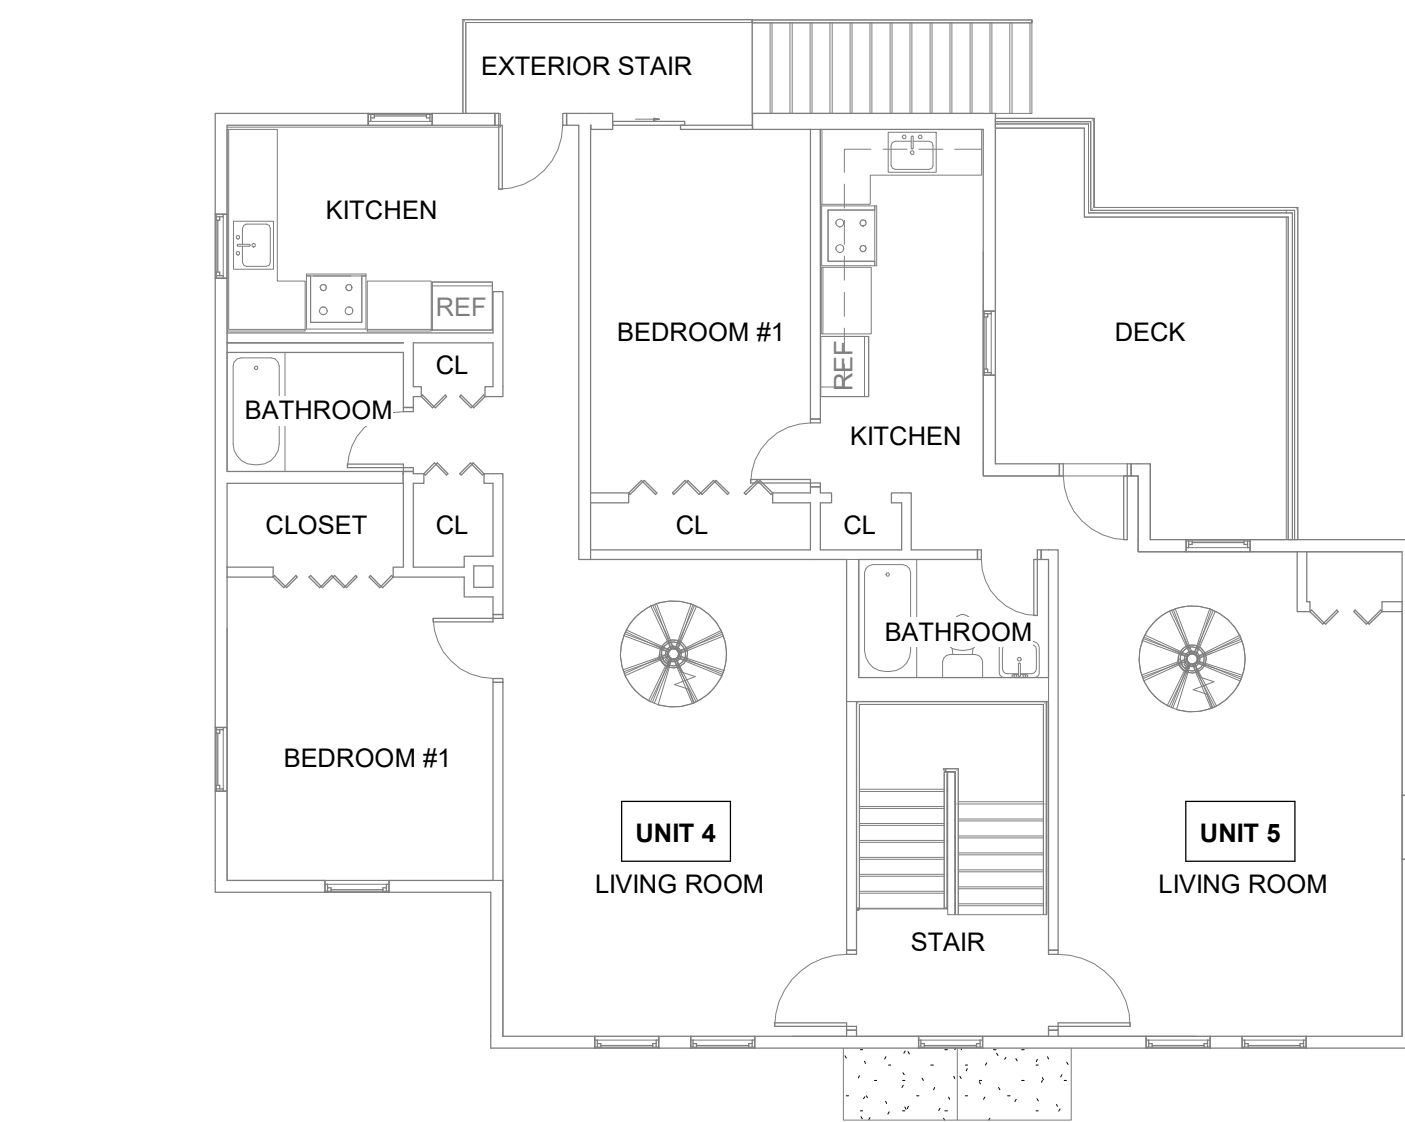 EXTERIOR STAIR
KITCHEN
REF
BEDROOM #1
REF
DECK
CL
BATHROOM
KITCHEN
CLOSET
CL
CL
CL
BATHROOM
BEDROOM #1
UNIT 4
UNIT 5
LIVING ROOM
LIVING ROOM
STAIR